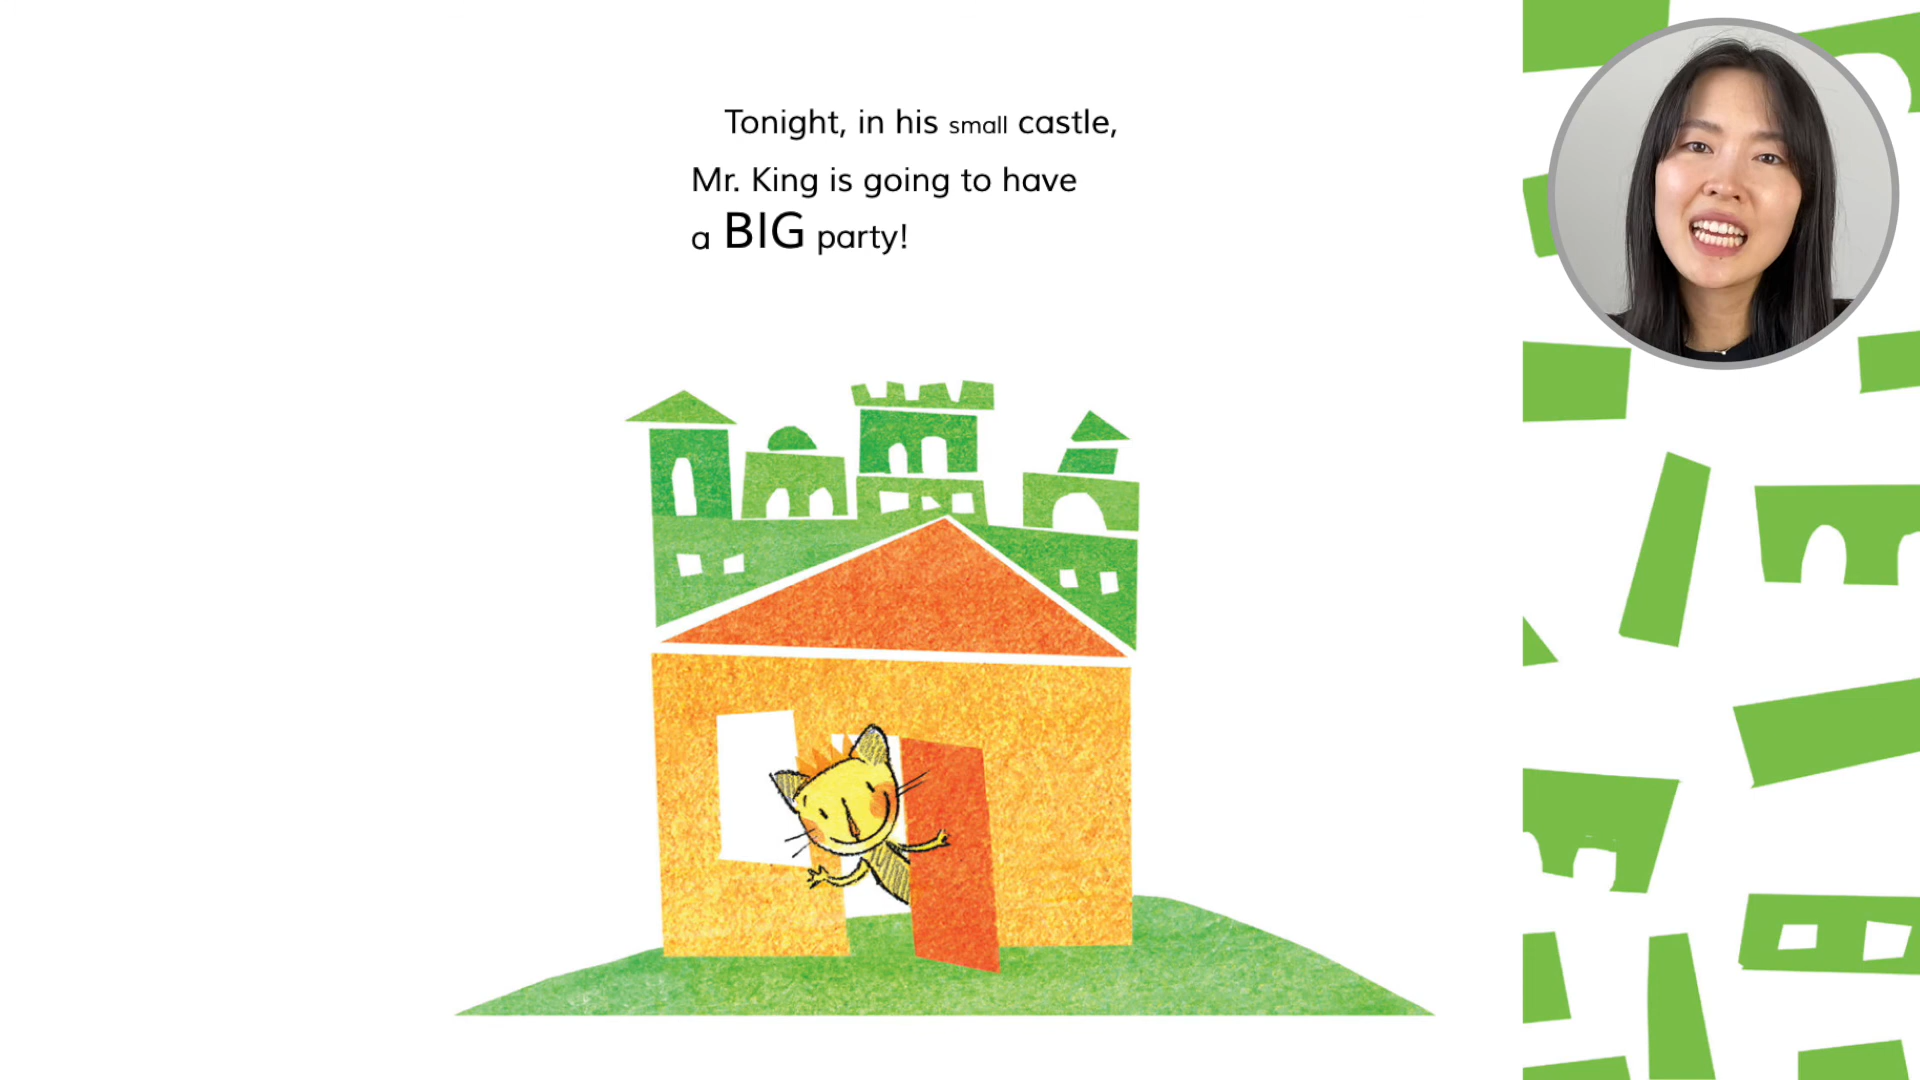 Tonight, in his small castle,
Mr. King is going to have
a BIG party!